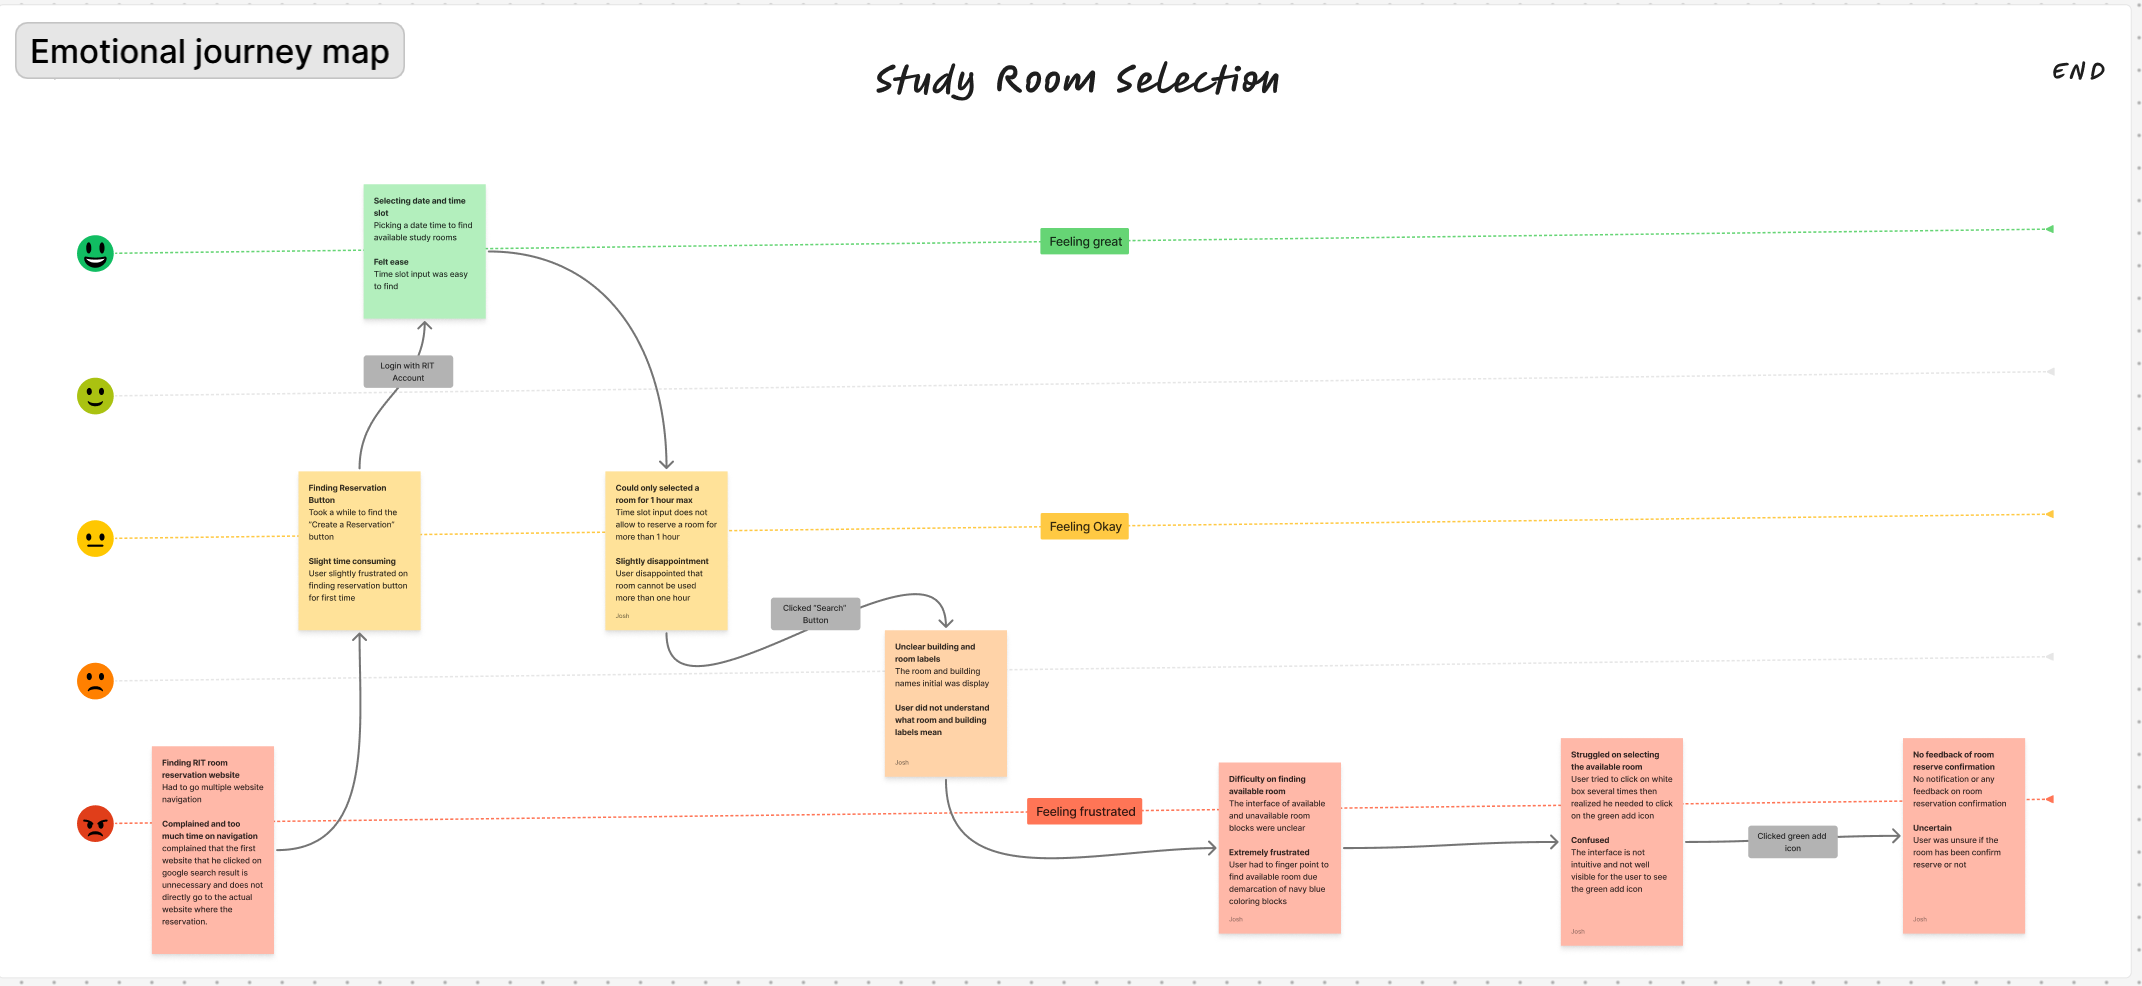 Emotional journey map
Study Room Selection
END
Selecting date and time
slot
Picking a date time to find
available study rooms
Felt ease
Time slot input was easy
to find
Feeling great
Login with RIT
Account
Finding Reservation
Button
Took a while to find the
“Create a Reservation”
button
Slight time consuming
User slightly frustrated on
finding reservation button
for first time
Could only selected a
room for 1 hour max
Time slot input does not
allow to reserve a room for
more than 1 hour
Slightly disappointment
User disappointed that
room cannot be used
more than one hour
Josh
Feeling Okay
Clicked “Search”
Button
Unclear building and
room labels
The room and building
names initial was display
User did not understand
what room and building
labels mean
Josh
Finding RIT room
reservation website
Had to go multiple website
navigation
Complained and too
much time on navigation
complained that the first
website that he clicked on
google search result is
unnecessary and does not
directly go to the actual
website where the
reservation.
Feeling frustrated
Difficulty on finding
available room
The interface of available
and unavailable room
blocks were unclear
Extremely frustrated
User had to finger point to
find available room due
demarcation of navy blue
coloring blocks
Josh
Struggled on selecting
the available room
User tried to click on white
box several times then
realized he needed to click
on the green add icon
Confused
The interface is not
intuitive and not well
visible for the user to see
the green add icon
Josh
Clicked green add
icon
No feedback of room
reserve confirmation
No notification or any
feedback on room
reservation confirmation
Uncertain
User was unsure if the
room has been confirm
reserve or not
Josh